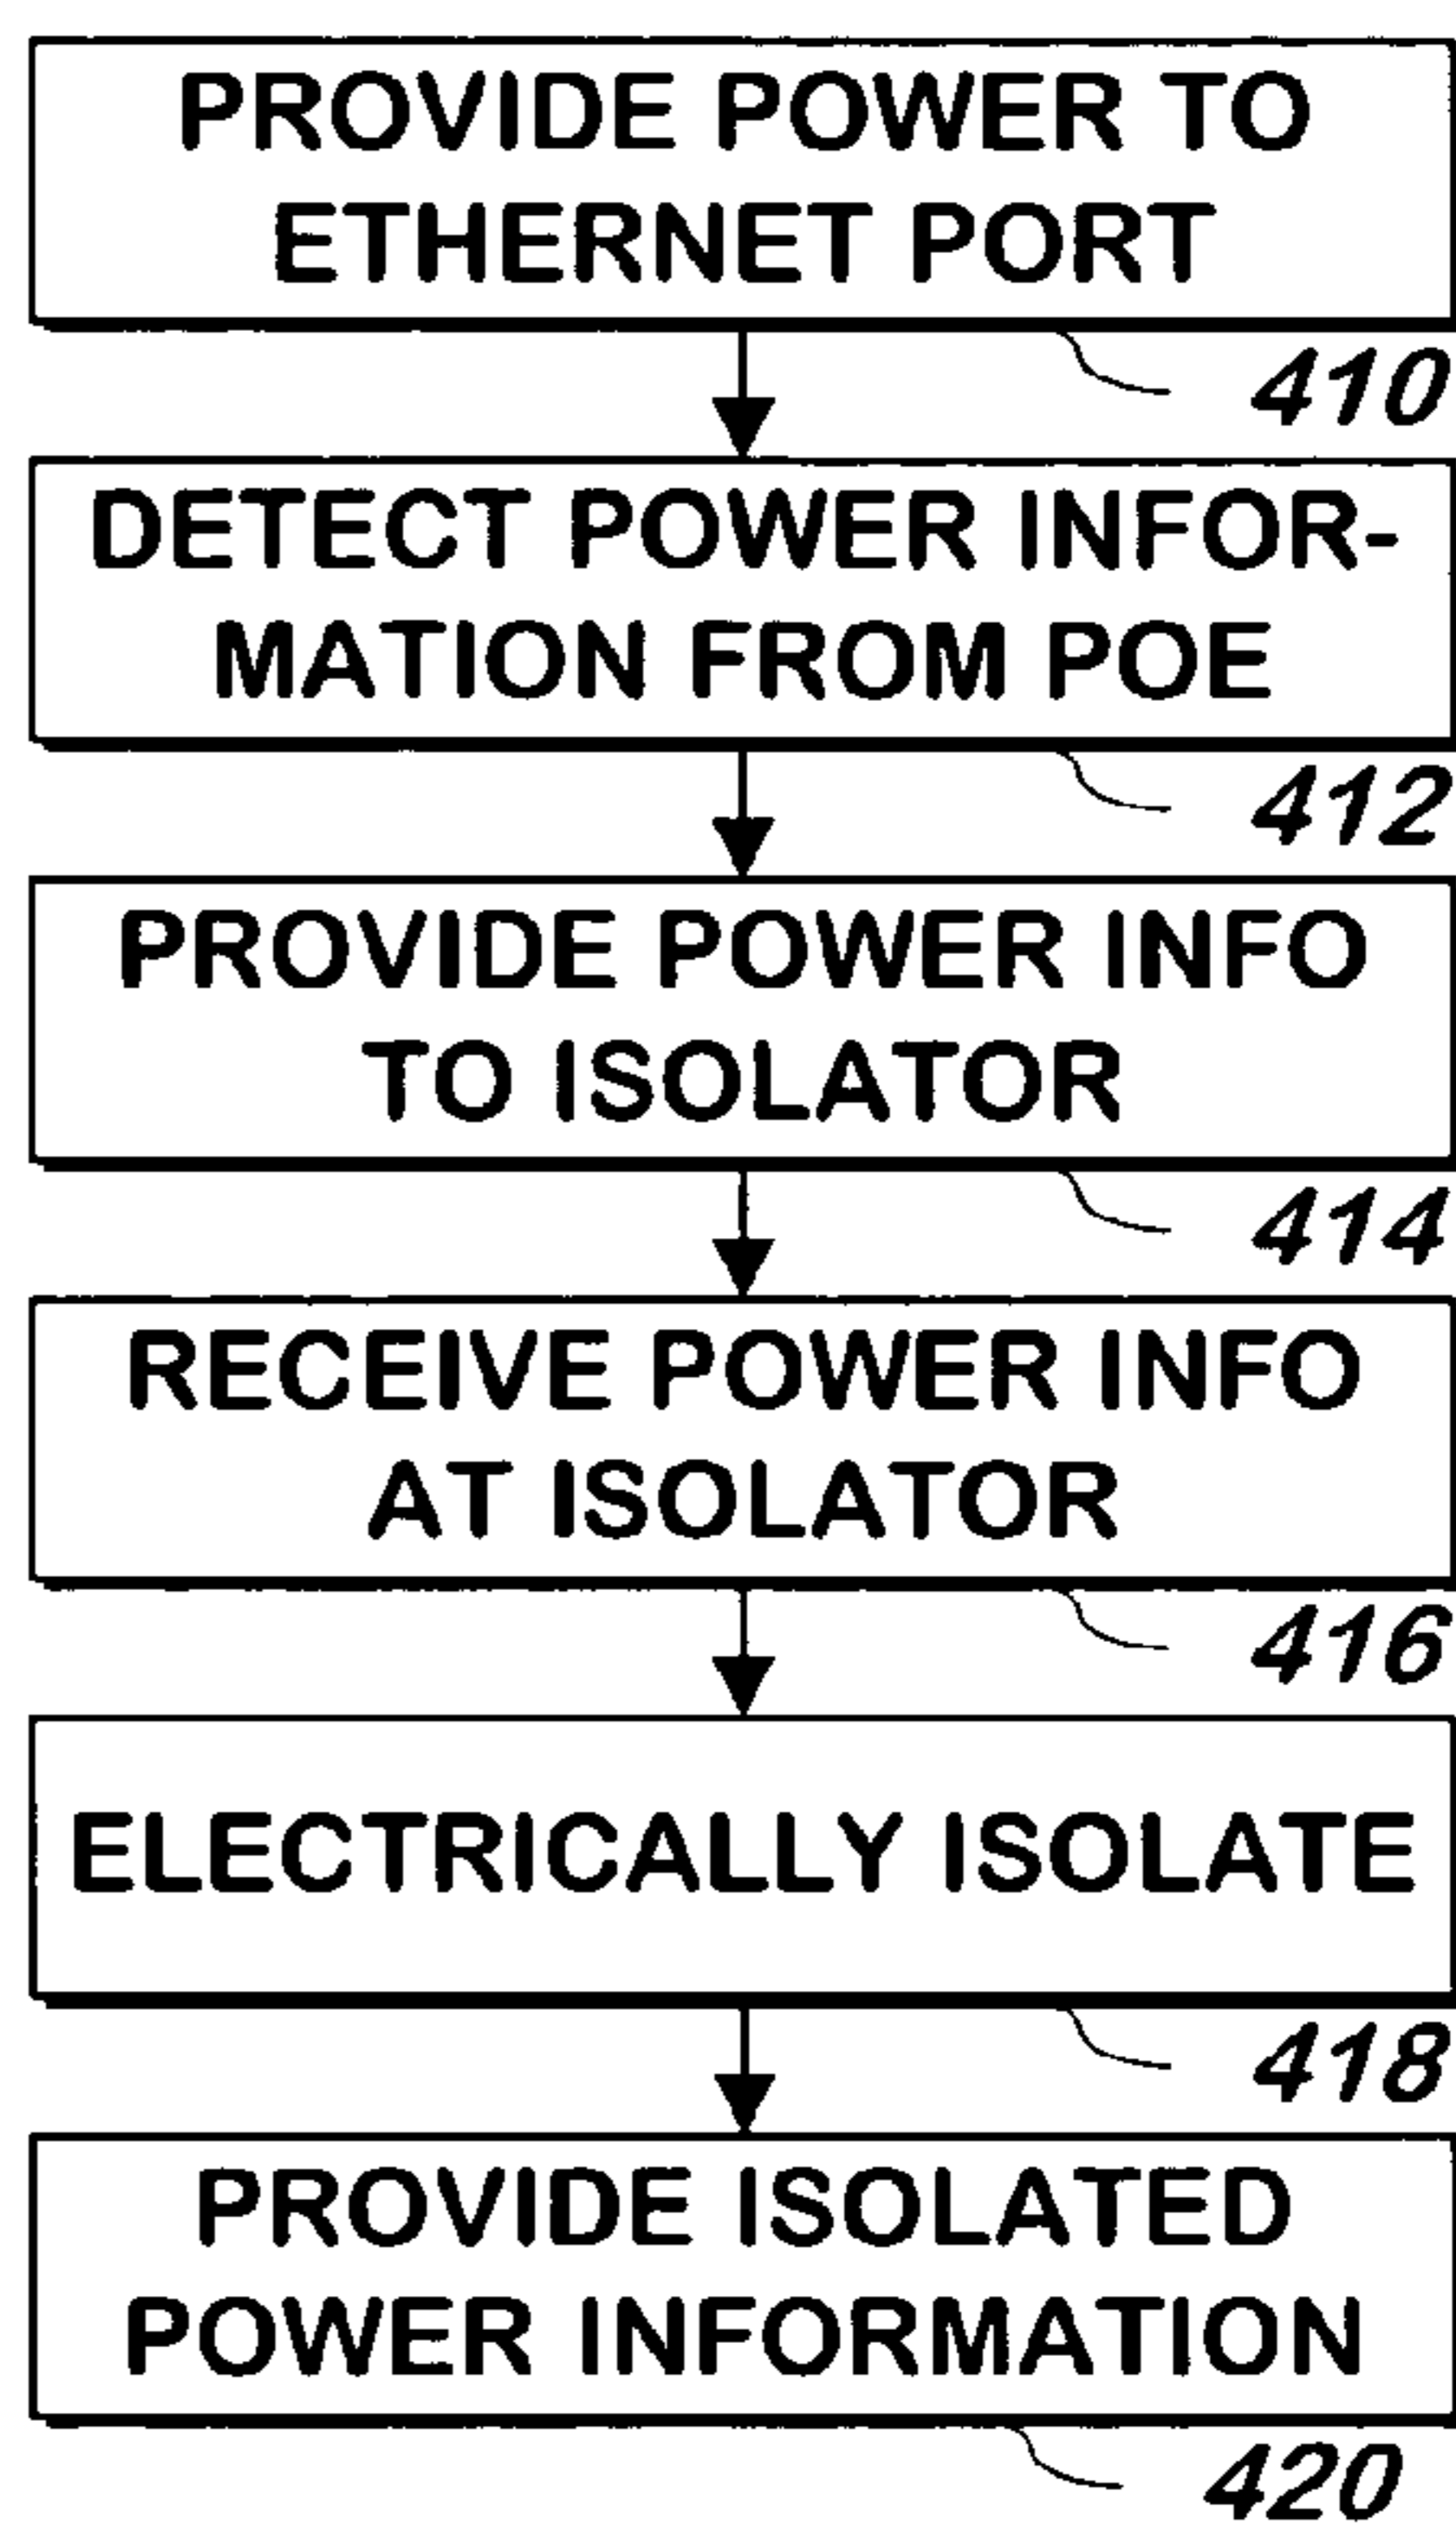 PROVIDE POWER TO
ETHERNET PORT
410
DETECT POWER INFOR-
MATION FROM POE
412
PROVIDE POWER INFO
TO ISOLATOR
414
RECEIVE POWER INFO
AT ISOLATOR
416
ELECTRICALLY ISOLATE
418
PROVIDE ISOLATED
POWER INFORMATION
420